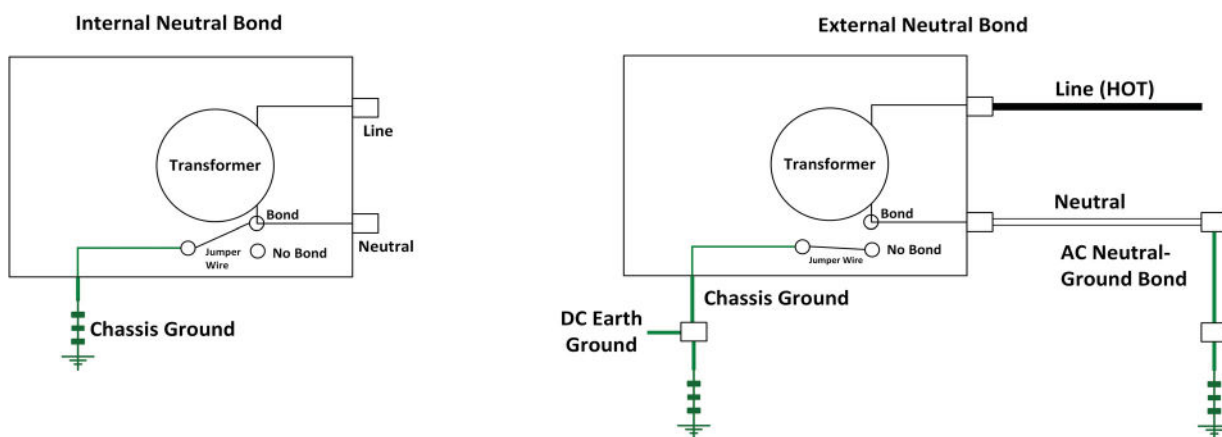 Internal Neutral Bond
Transformer
Line
Bond
Neutral
Jumper
Wire
No Bond
Chassis Ground
External Neutral Bond
Line (HOT)
Transformer
Bond
Neutral
Jumper Wire
No Bond
AC Neutral-
Ground Bond
Chassis Ground
DC Earth
Ground